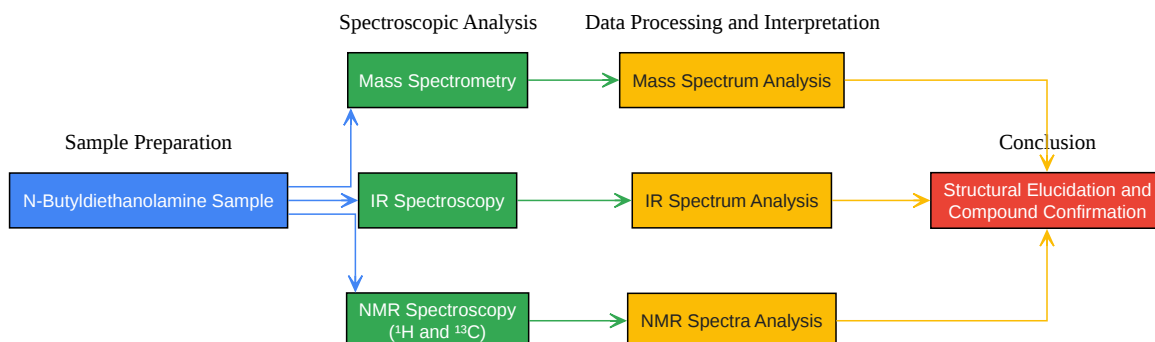 Spectroscopic Analysis
Data Processing and Interpretation
Mass Spectrometry
Mass Spectrum Analysis
Sample Preparation
Conclusion
N-Butyldiethanolamine Sample
IR Spectroscopy
IR Spectrum Analysis
Structural Elucidation and
Compound Confirmation
NMR Spectroscopy
(¹H and ¹³C)
NMR Spectra Analysis